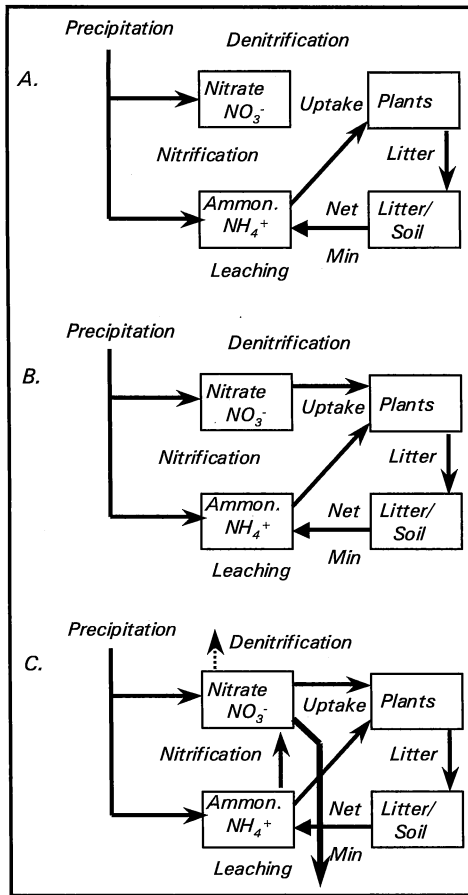 Precipitation
Denitrification
A.
Nitrate
NO₃⁻
Uptake
Plants
Nitrification
Litter
Ammon.
NH₄⁺
Net
Min
Litter/
Soil
Leaching
Precipitation
Denitrification
B.
Nitrate
NO₃⁻
Uptake
Plants
Nitrification
Litter
Ammon.
NH₄⁺
Net
Min
Litter/
Soil
Leaching
Precipitation
Denitrification
C.
Nitrate
NO₃⁻
Uptake
Plants
Nitrification
Litter
Ammon.
NH₄⁺
Net
Min
Litter/
Soil
Leaching